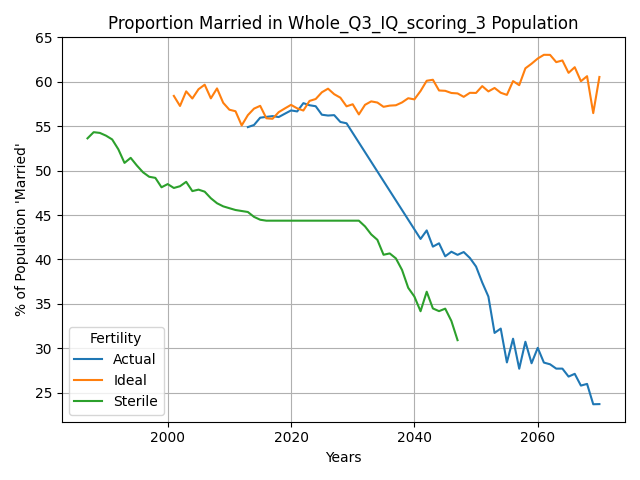 Proportion Married in Whole_Q3_IQ_scoring_3 Population
% of Population 'Married'
65
60
55
50
45
40
35
30
25
Fertility
Actual
Ideal
Sterile
2000
2020
2040
2060
Years